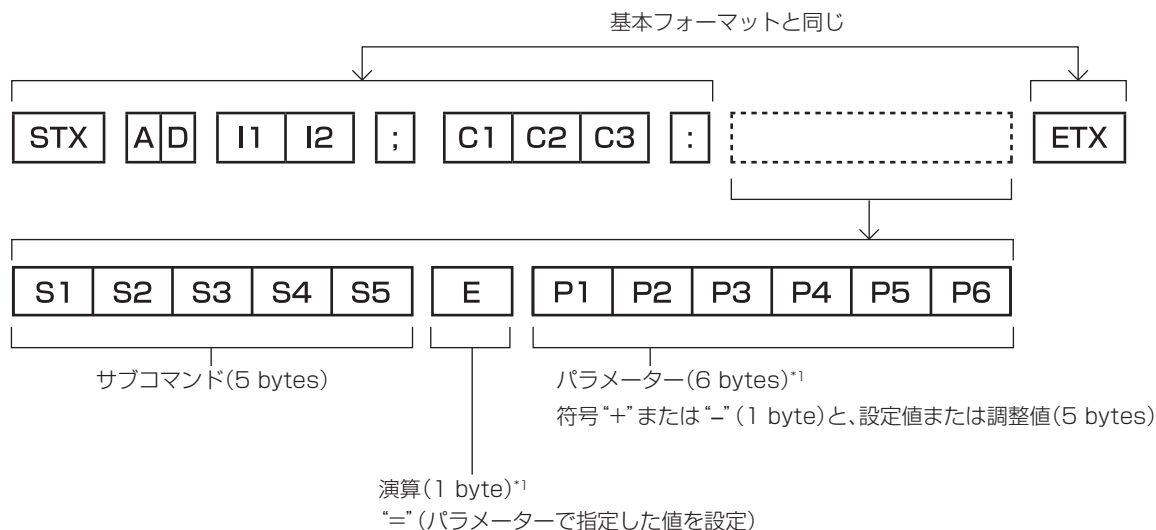 基本フォーマットと同じ
STX A D I1 I2 ; C1 C2 C3 : ETX
S1 S2 S3 S4 S5 E P1 P2 P3 P4 P5 P6
サブコマンド(5 bytes)
パラメーター(6 bytes)*1
符号“+”または“–”(1 byte)と、設定値または調整値(5 bytes)
演算(1 byte)*1
“=”(パラメーターで指定した値を設定)